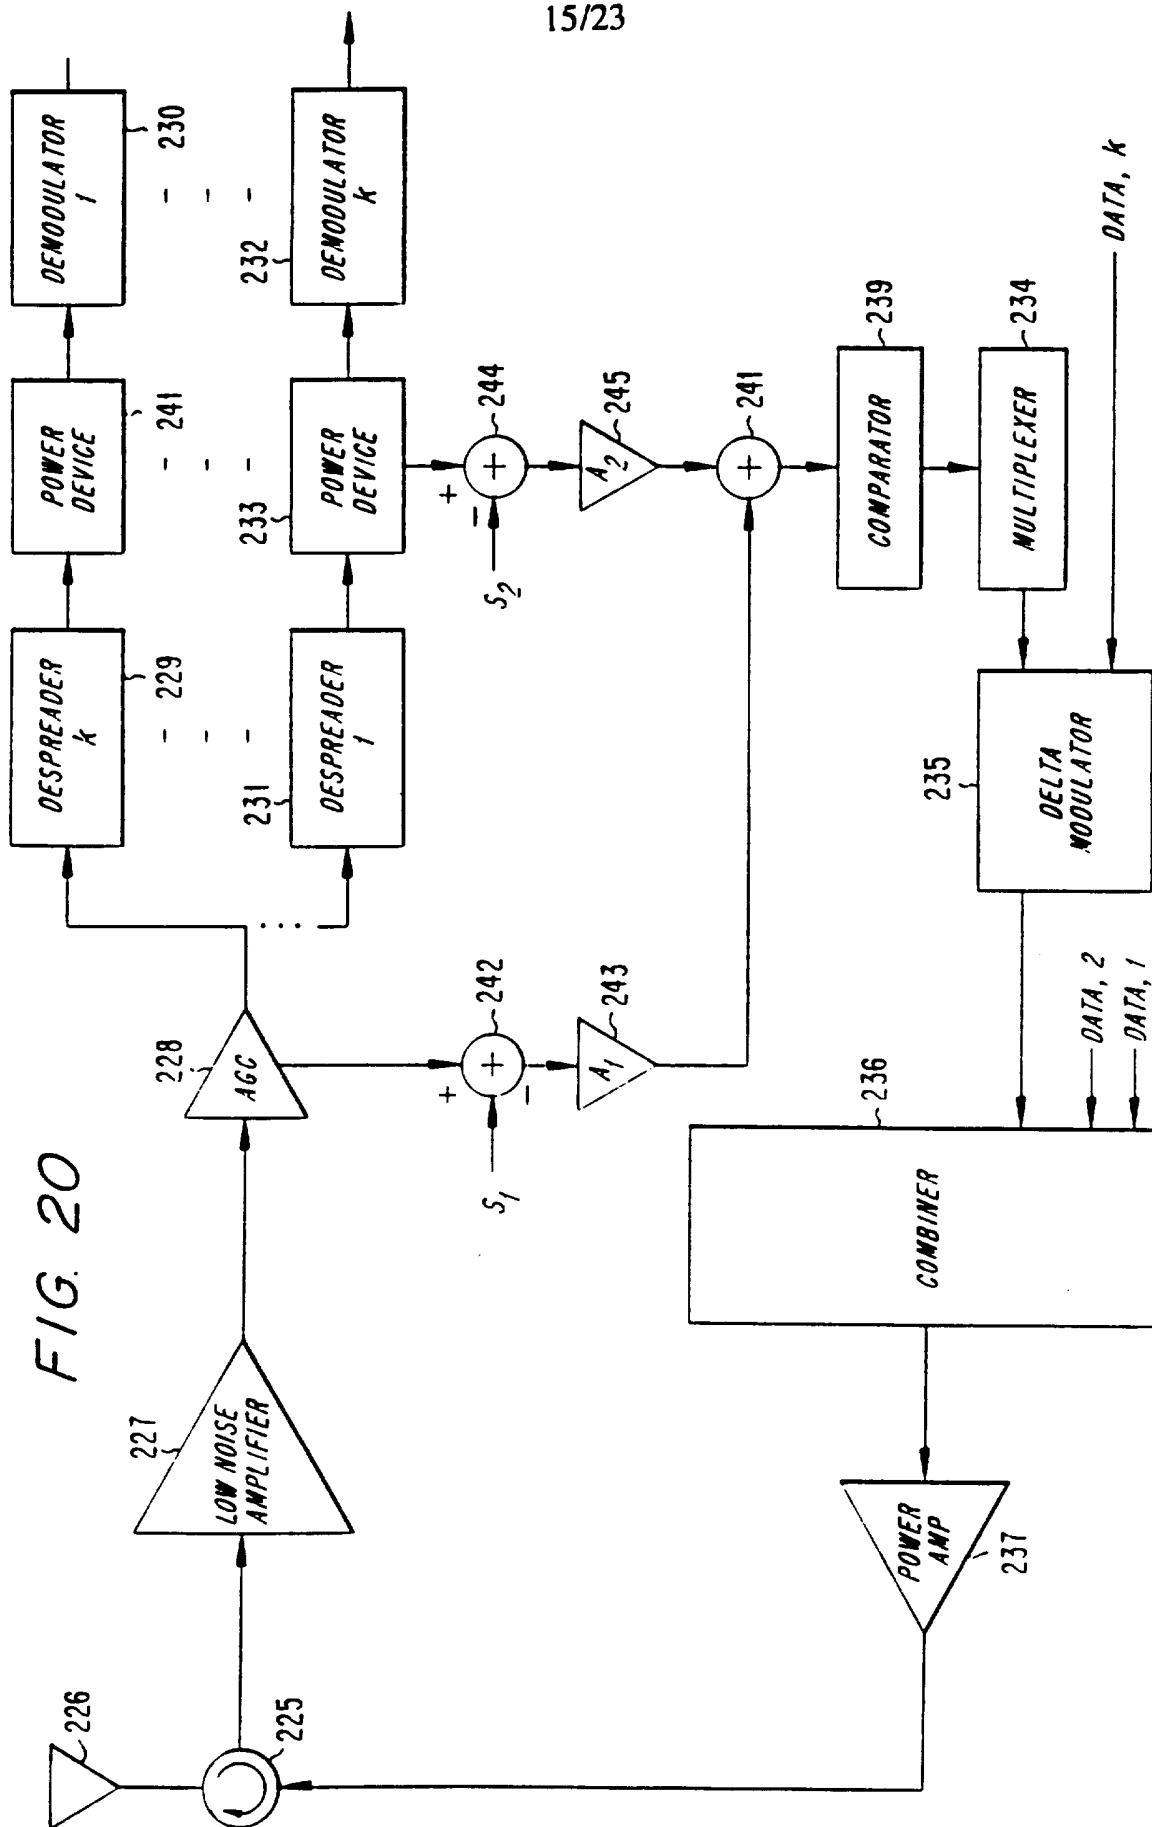 15/23
FIG. 20
226
225
227
LOW NOISE
AMPLIFIER
228
AGC
DESPREADER
k
229
POWER
DEVICE
241
DEMODULATOR
1
230
- - -
- - -
- - -
...
231
DESPREADER
1
233
POWER
DEVICE
232
DEMODULATOR
k
S1
+
-
+
242
A1
243
S2
+
-
+
244
A2
245
+
241
COMPARATOR
239
MULTIPLEXER
234
DATA, k
235
DELTA
MODULATOR
DATA, 2
DATA, 1
236
COMBINER
POWER
AMP
237